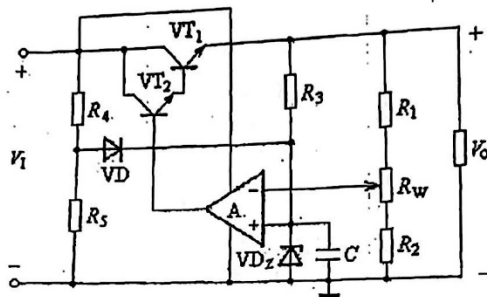 VT1
+
+
VT2
R4
R3
R1
VI
VD
VO
A
−
RW
R5
+
VDZ
C
R2
−
−